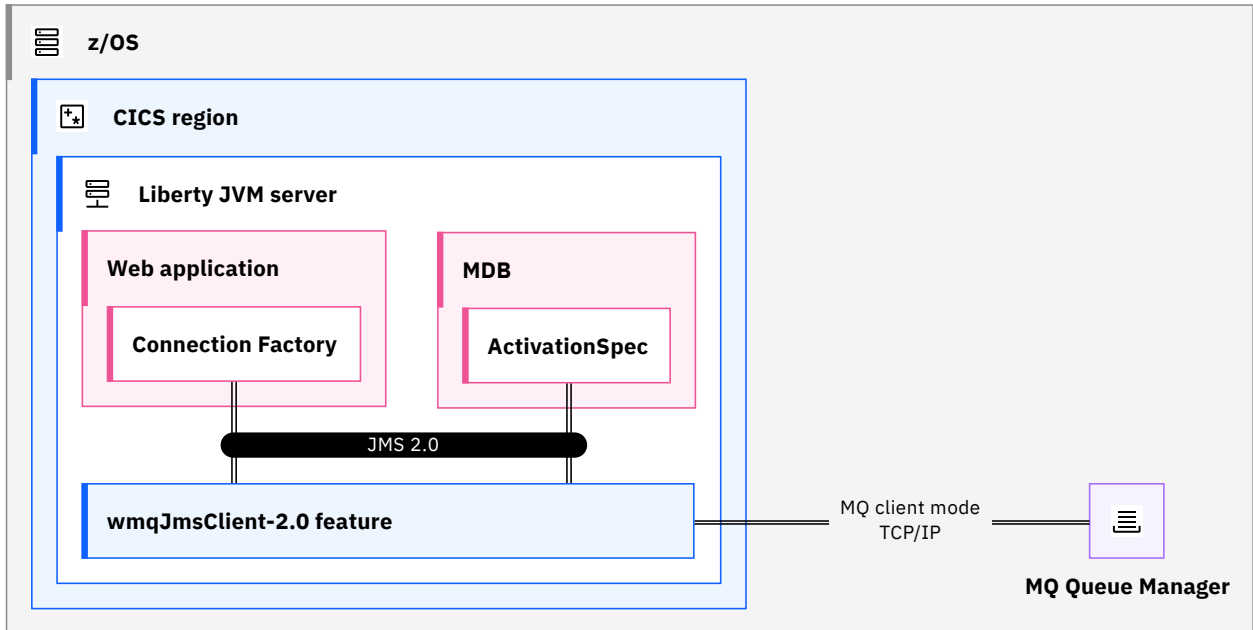 z/OS
CICS region
Liberty JVM server
Web application
MDB
Connection Factory
ActivationSpec
JMS 2.0
wmqJmsClient-2.0 feature
MQ client mode
TCP/IP
MQ Queue Manager